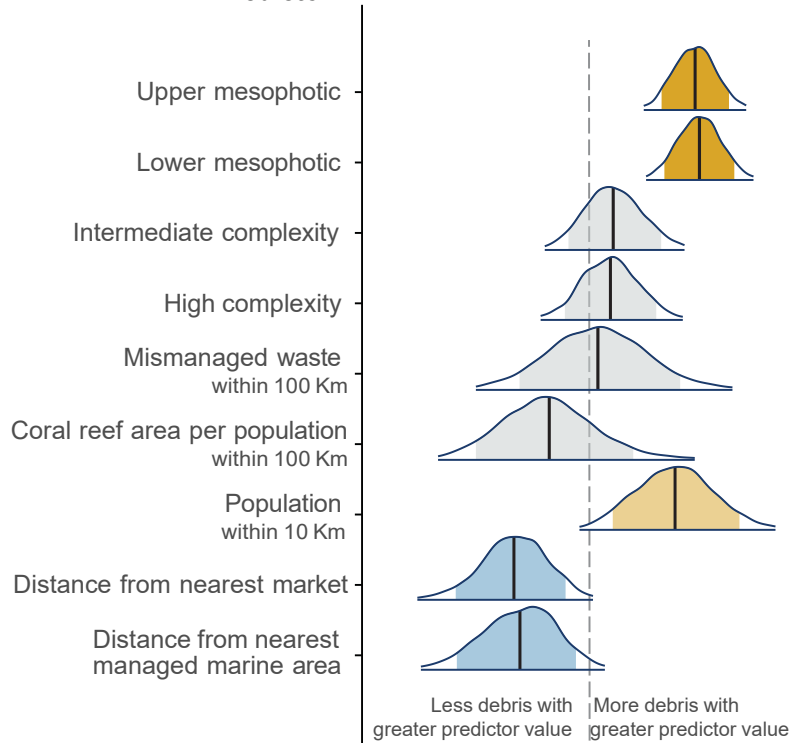 Upper mesophotic
Lower mesophotic
Intermediate complexity
High complexity
Mismanaged waste
within 100 Km
Coral reef area per population
within 100 Km
Population
within 10 Km
Distance from nearest market
Distance from nearest
managed marine area
Less debris with
greater predictor value
More debris with
greater predictor value